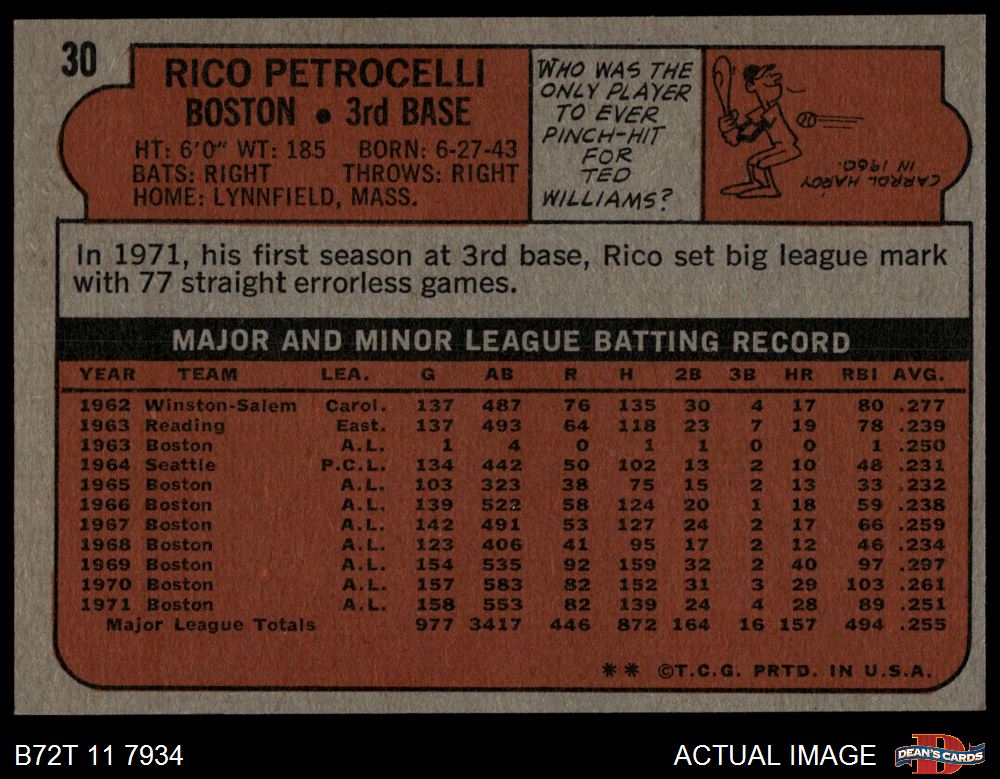 30
RICO PETROCELLI
BOSTON • 3rd BASE
HT: 6'0" WT: 185 BORN: 6-27-43
BATS: RIGHT THROWS: RIGHT
HOME: LYNNFIELD, MASS.
WHO WAS THE
ONLY PLAYER
TO EVER
PINCH-HIT
FOR
TED
WILLIAMS?
CARROL HARDY
IN 1960.
In 1971, his first season at 3rd base, Rico set big league mark
with 77 straight errorless games.
MAJOR AND MINOR LEAGUE BATTING RECORD
YEAR TEAM LEA. G AB R H 2B 3B HR RBI AVG.
1962 Winston-Salem Carol. 137 487 76 135 30 4 17 80 .277
1963 Reading East. 137 493 64 118 23 7 19 78 .239
1963 Boston A.L. 1 4 0 1 1 0 0 1 .250
1964 Seattle P.C.L. 134 442 50 102 13 2 10 48 .231
1965 Boston A.L. 103 323 38 75 15 2 13 33 .232
1966 Boston A.L. 139 522 58 124 20 1 18 59 .238
1967 Boston A.L. 142 491 53 127 24 2 17 66 .259
1968 Boston A.L. 123 406 41 95 17 2 12 46 .234
1969 Boston A.L. 154 535 92 159 32 2 40 97 .297
1970 Boston A.L. 157 583 82 152 31 3 29 103 .261
1971 Boston A.L. 158 553 82 139 24 4 28 89 .251
Major League Totals 977 3417 446 872 164 16 157 494 .255
** ©T.C.G. PRTD. IN U.S.A.
B72T 11 7934
ACTUAL IMAGE
DEAN'S CARDS